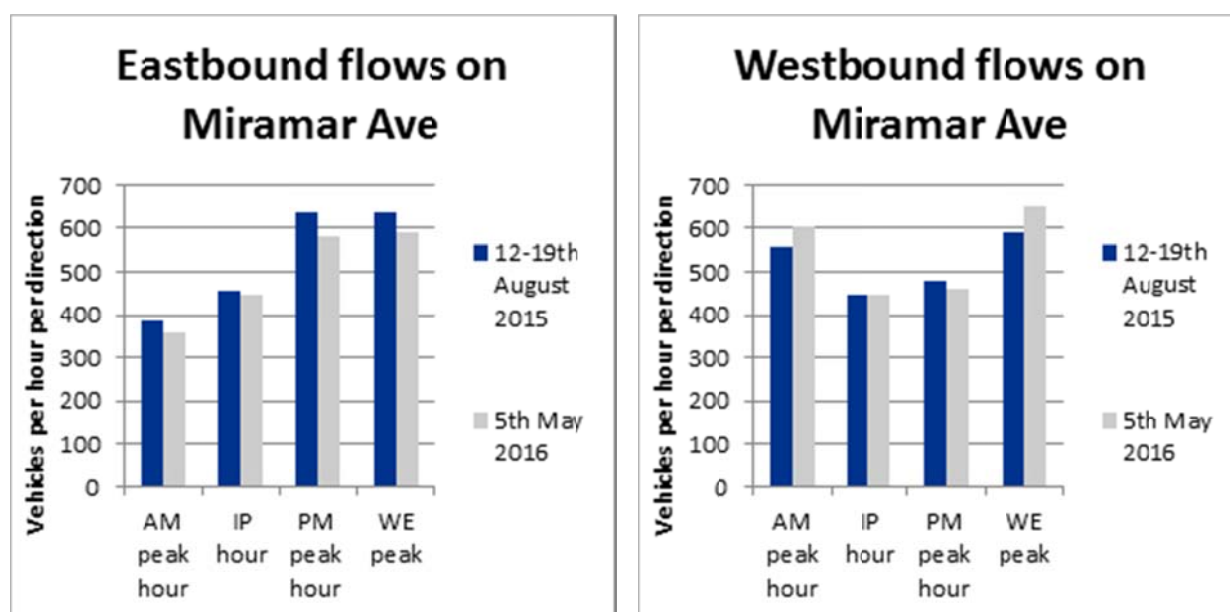 Eastbound flows on
Miramar Ave
Vehicles per hour per direction
700
600
500
400
300
200
100
0
AM
peak
hour
IP
hour
PM
peak
hour
WE
peak
12-19th
August
2015
5th May
2016
Westbound flows on
Miramar Ave
Vehicles per hour per direction
700
600
500
400
300
200
100
0
AM
peak
hour
IP
hour
PM
peak
hour
WE
peak
12-19th
August
2015
5th May
2016